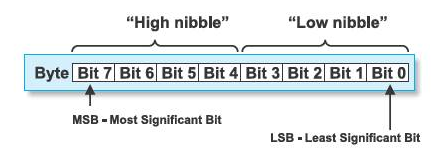 “High nibble” “Low nibble”
Byte Bit 7 Bit 6 Bit 5 Bit 4 Bit 3 Bit 2 Bit 1 Bit 0
MSB - Most Significant Bit
LSB - Least Significant Bit